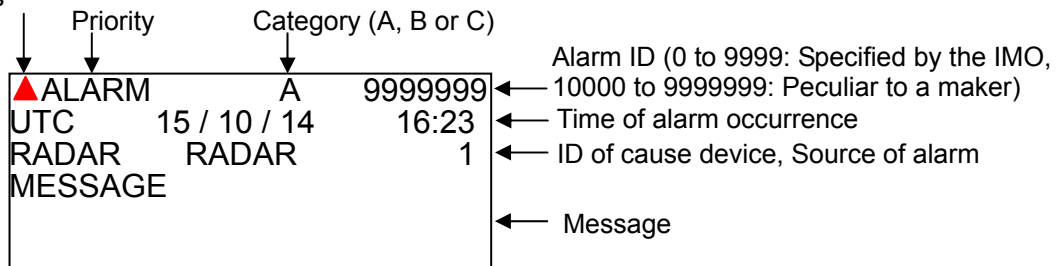 Priority Category (A, B or C)
Alarm ID (0 to 9999: Specified by the IMO,
ALARM A 9999999 10000 to 9999999: Peculiar to a maker)
UTC 15 / 10 / 14 16:23 Time of alarm occurrence
RADAR RADAR 1 ID of cause device, Source of alarm
MESSAGE
Message